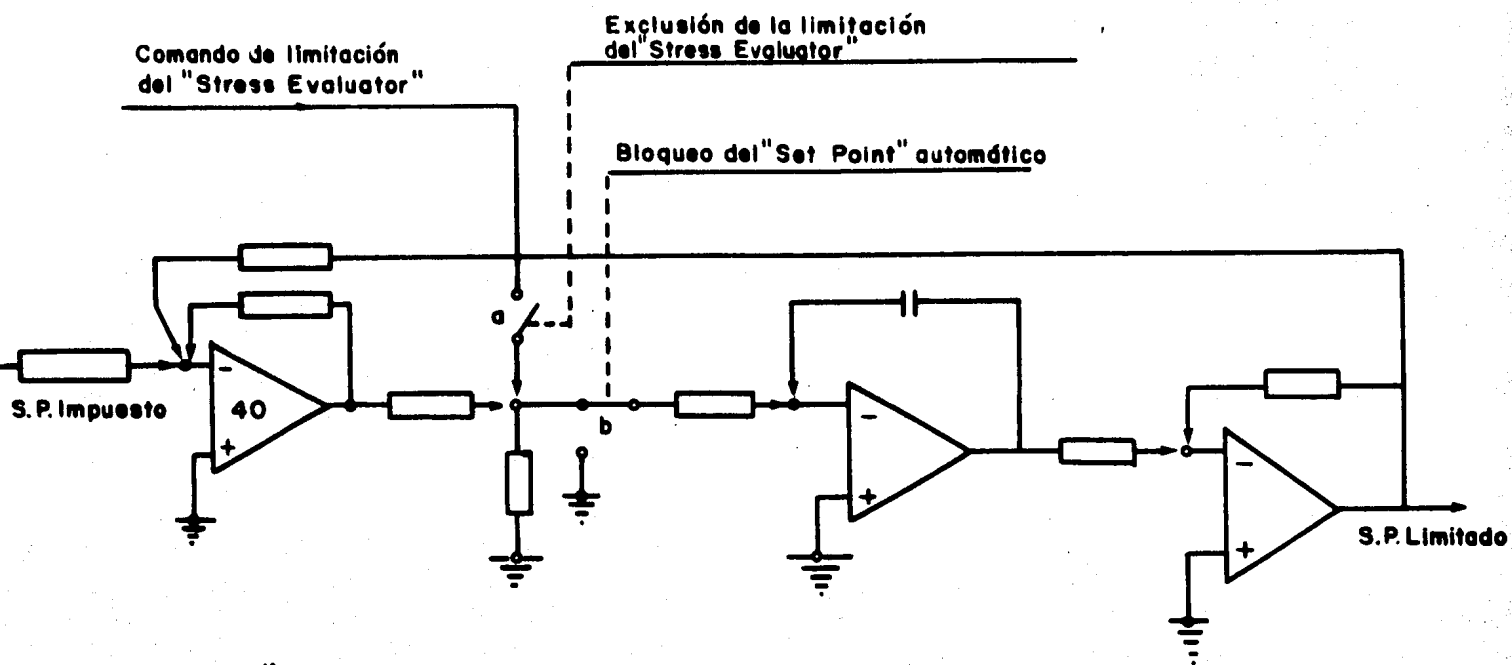 Exclusión de la limitación
del "Stress Evaluator"
Comando de limitación
del "Stress Evaluator"
Bloqueo del "Set Point" automático
a
-
S.P. Impuesto
40
+
b
-
+
-
+
S.P. Limitado